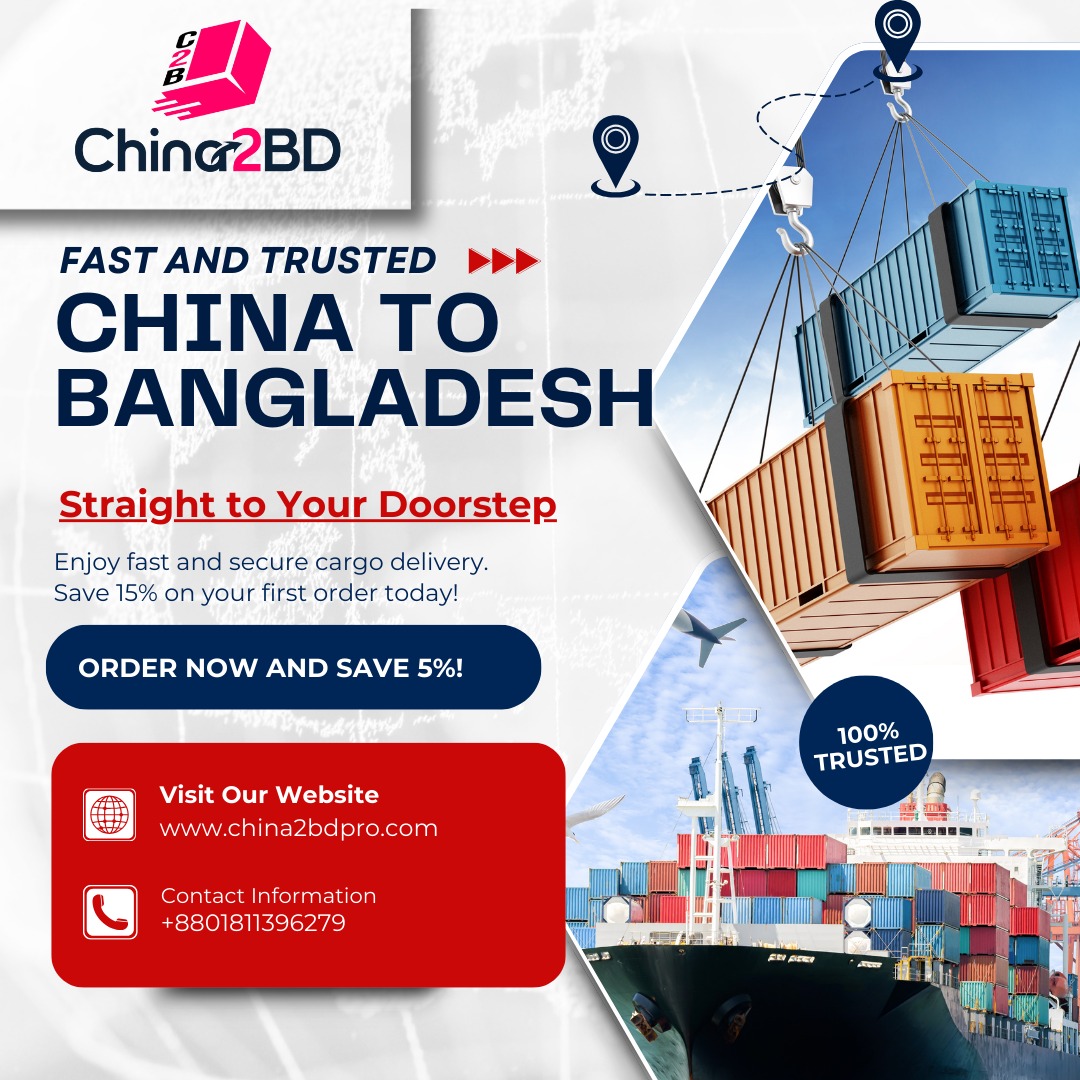 C2B
China2BD
FAST AND TRUSTED
CHINA TO
BANGLADESH
Straight to Your Doorstep
Enjoy fast and secure cargo delivery.
Save 15% on your first order today!
ORDER NOW AND SAVE 5%!
100%
TRUSTED
Visit Our Website
www.china2bdpro.com
Contact Information
+8801811396279